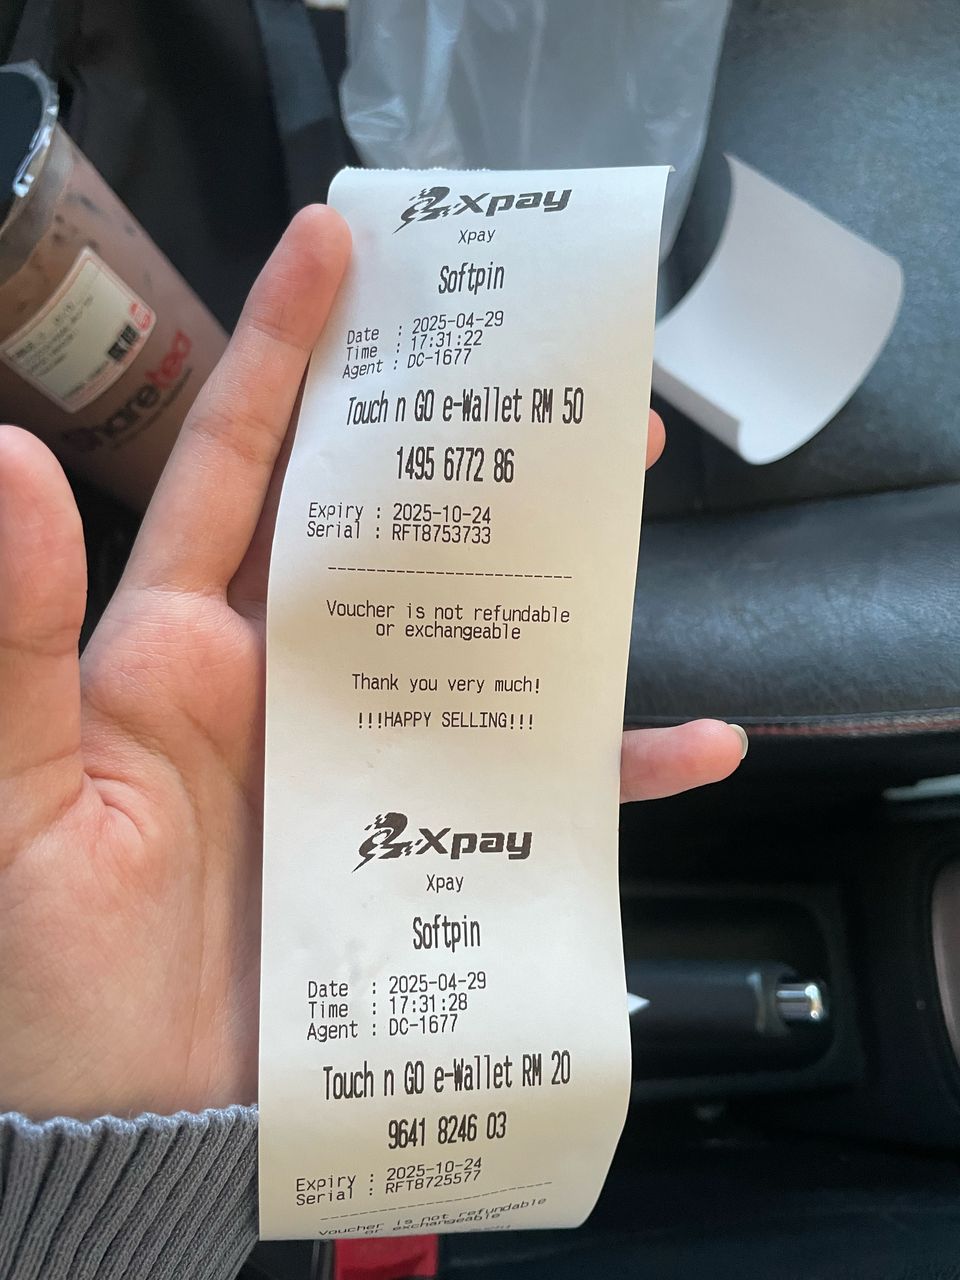 Xpay
Xpay
Softpin
Date : 2025-04-29
Time : 17:31:22
Agent : DC-1677
Touch n GO e-Wallet RM 50
1495 6772 86
Expiry : 2025-10-24
Serial : RFT8753733
------------------------
Voucher is not refundable
or exchangeable
Thank you very much!
!!!HAPPY SELLING!!!
Xpay
Xpay
Softpin
Date : 2025-04-29
Time : 17:31:28
Agent : DC-1677
Touch n GO e-Wallet RM 20
9641 8246 03
Expiry : 2025-10-24
Serial : RFT8725577
------------------------
Voucher is not refundable
or exchangeable
Sharetea